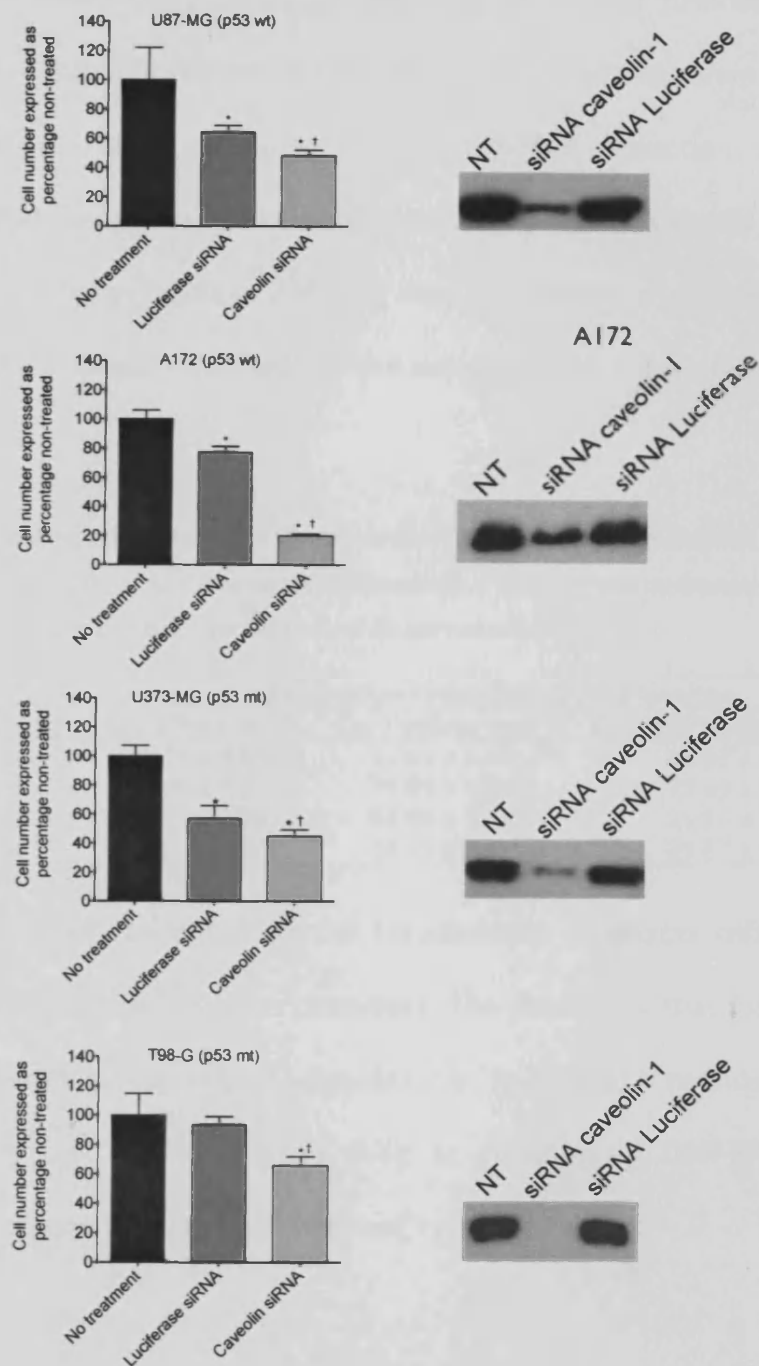 U87-MG (p53 wt)
Cell number expressed as
percentage non-treated
140
120
100
80
60
40
20
0
*
* †
No treatment
Luciferase siRNA
Caveolin siRNA
NT
siRNA caveolin-1
siRNA Luciferase
A172 (p53 wt)
Cell number expressed as
percentage non-treated
140
120
100
80
60
40
20
0
*
* †
No treatment
Luciferase siRNA
Caveolin siRNA
A172
NT
siRNA caveolin-1
siRNA Luciferase
U373-MG (p53 mt)
Cell number expressed as
percentage non-treated
140
120
100
80
60
40
20
0
*
* †
No treatment
Luciferase siRNA
Caveolin siRNA
NT
siRNA caveolin-1
siRNA Luciferase
T98-G (p53 mt)
Cell number expressed as
percentage non-treated
140
120
100
80
60
40
20
0
*†
No treatment
Luciferase siRNA
Caveolin siRNA
NT
siRNA caveolin-1
siRNA Luciferase